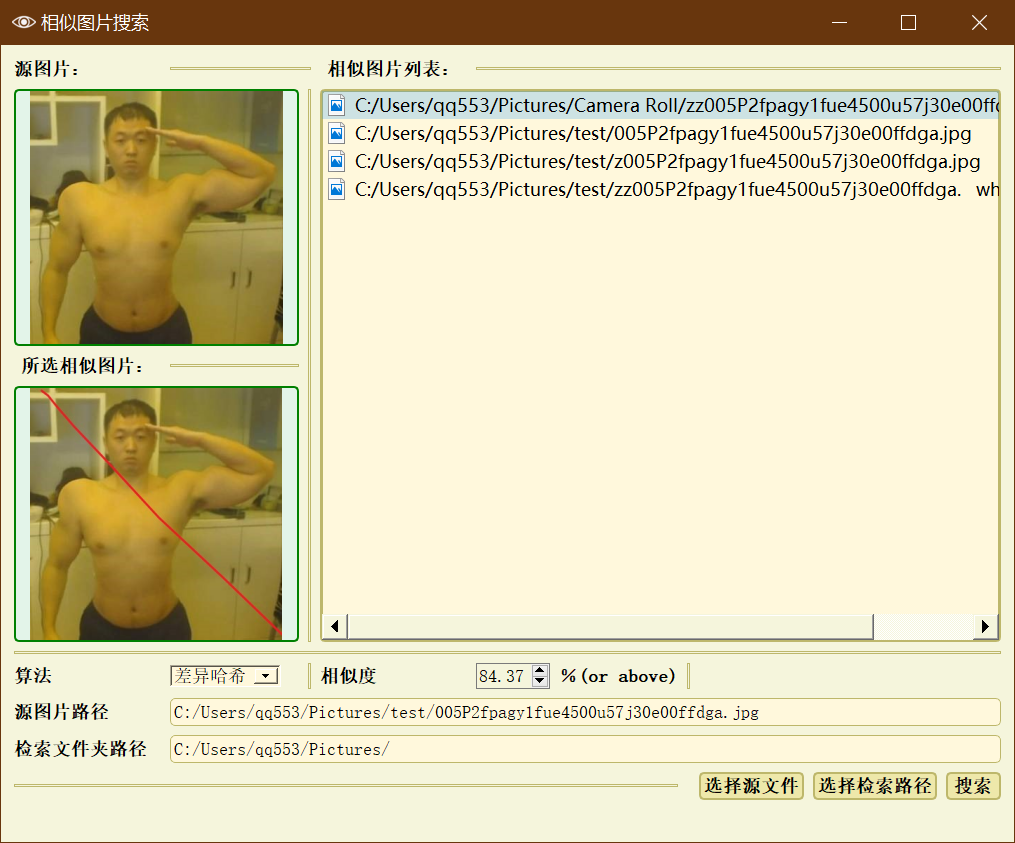 相似图片搜索
源图片：
相似图片列表：
C:/Users/qq553/Pictures/Camera Roll/zz005P2fpagy1fue4500u57j30e00ffd
C:/Users/qq553/Pictures/test/005P2fpagy1fue4500u57j30e00ffdga.jpg
C:/Users/qq553/Pictures/test/z005P2fpagy1fue4500u57j30e00ffdga.jpg
C:/Users/qq553/Pictures/test/zz005P2fpagy1fue4500u57j30e00ffdga. wh
所选相似图片：
算法 差异哈希 相似度 84.37 %(or above)
源图片路径 C:/Users/qq553/Pictures/test/005P2fpagy1fue4500u57j30e00ffdga.jpg
检索文件夹路径 C:/Users/qq553/Pictures/
选择源文件 选择检索路径 搜索